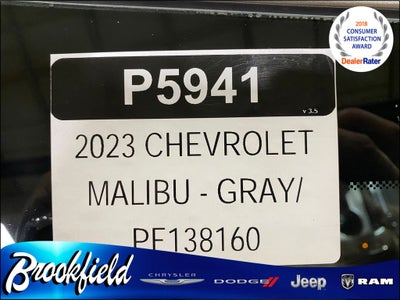 2018
CONSUMER
SATISFACTION
AWARD
DealerRater
P5941
v 3.5
2023 CHEVROLET
MALIBU - GRAY/
PF138160
Brookfield
CHRYSLER
DODGE
Jeep
RAM